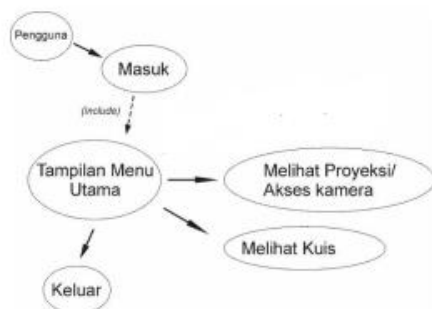 Pengguna
Masuk
(include)
Tampilan Menu
Utama
Melihat Proyeksi/
Akses kamera
Melihat Kuis
Keluar